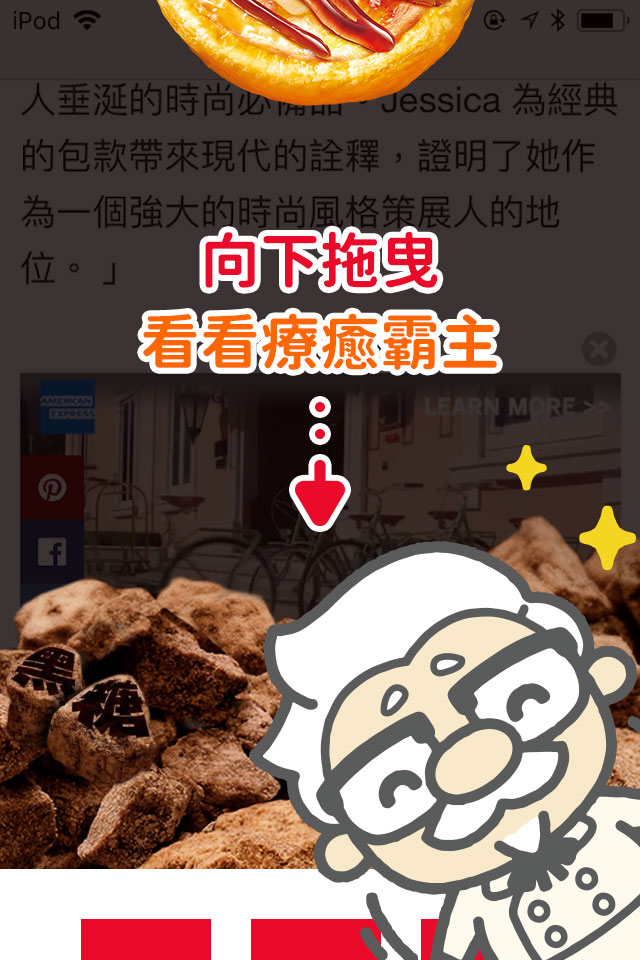 iPod
人垂涎的時尚必備品。Jessica 為經典
的包款帶來現代的詮釋，證明了她作
為一個強大的時尚風格策展人的地
位。」
向下拖曳
看看療癒霸主
AMERICAN
EXPRESS
LEARN MORE >>
黑糖